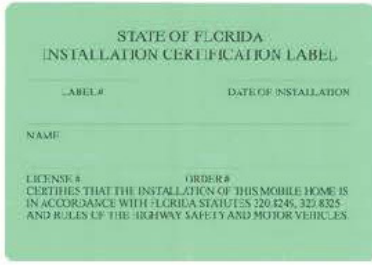 STATE OF FLORIDA
INSTALLATION CERTIFICATION LABEL
LABEL # DATE OF INSTALLATION
NAME
LICENSE # ORDER #
CERTIFIES THAT THE INSTALLATION OF THIS MOBILE HOME IS
IN ACCORDANCE WITH FLORIDA STATUTES 320.8249, 320.8325
AND RULES OF THE HIGHWAY SAFETY AND MOTOR VEHICLES.